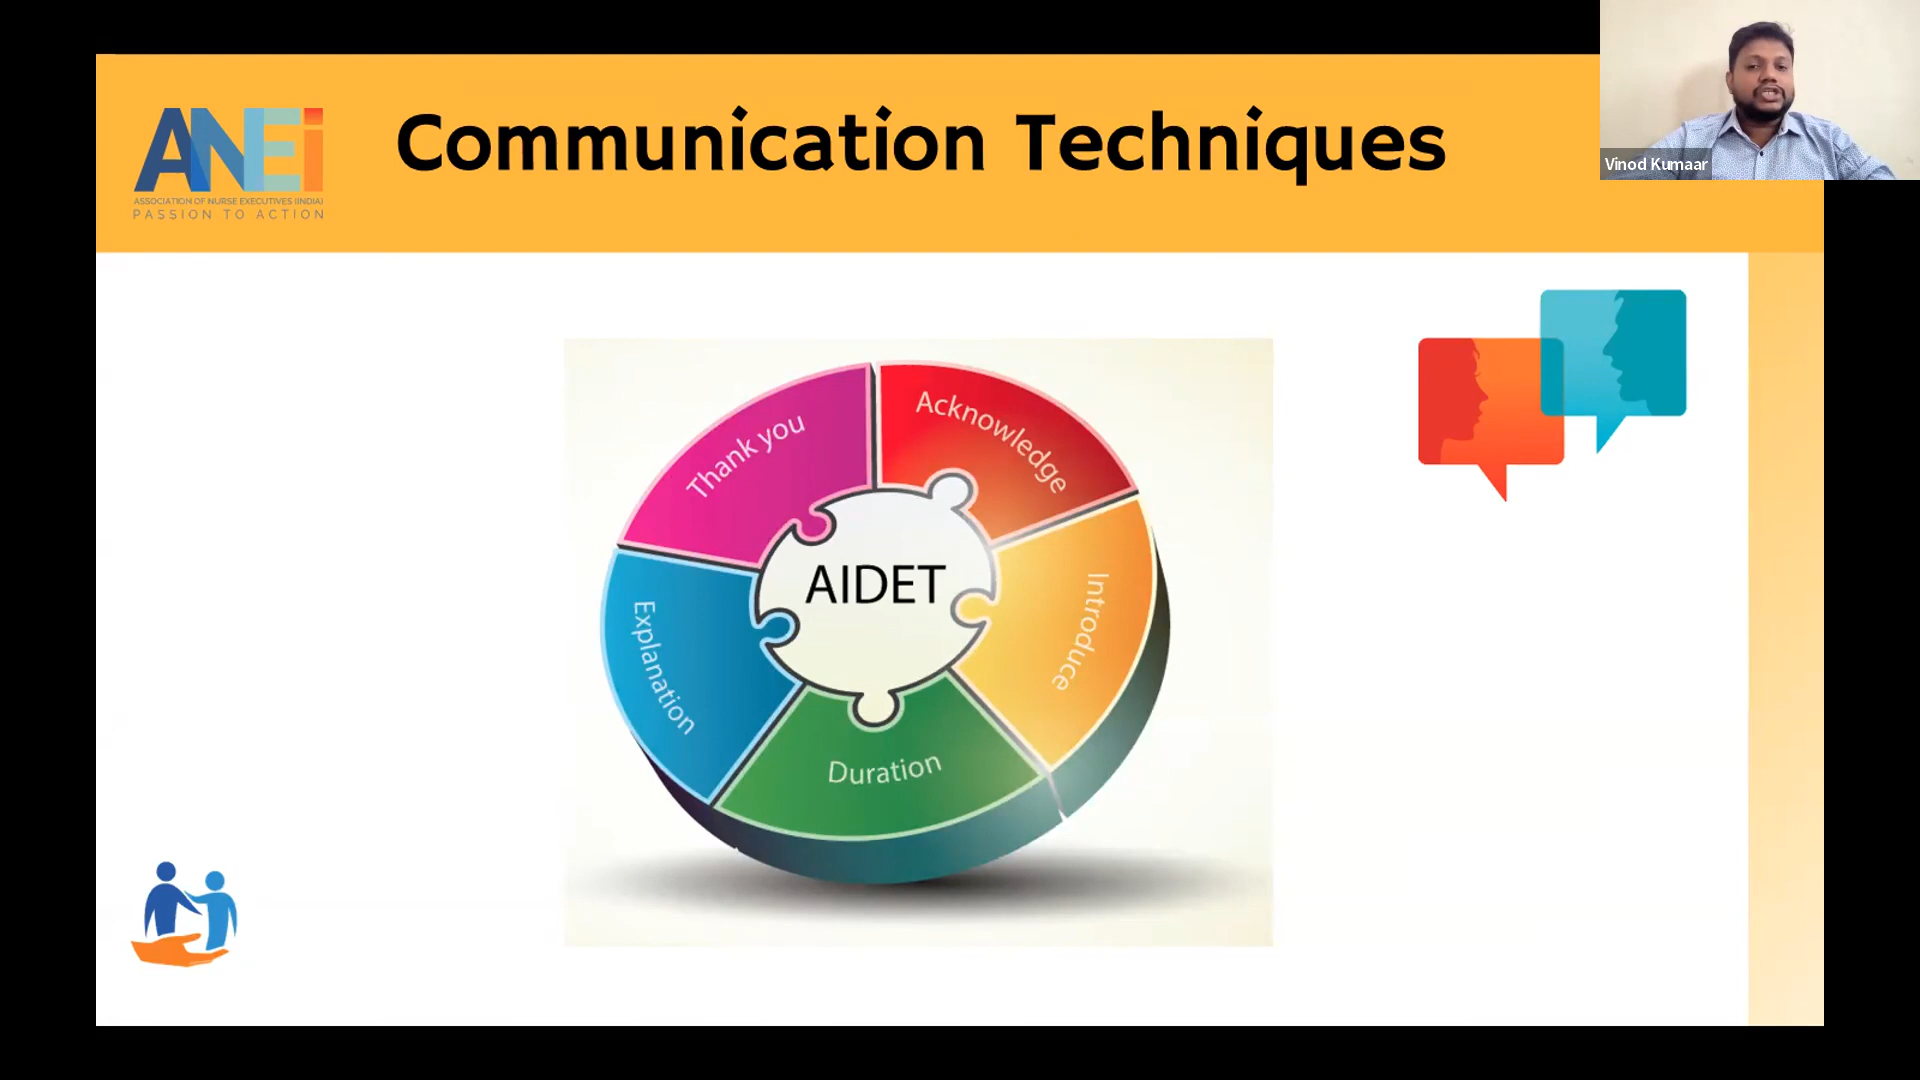 ANEi
ASSOCIATION OF NURSE EXECUTIVES (INDIA)
PASSION TO ACTION
Communication Techniques
Vinod Kumaar
Acknowledge
Introduce
Duration
Explanation
Thank you
AIDET